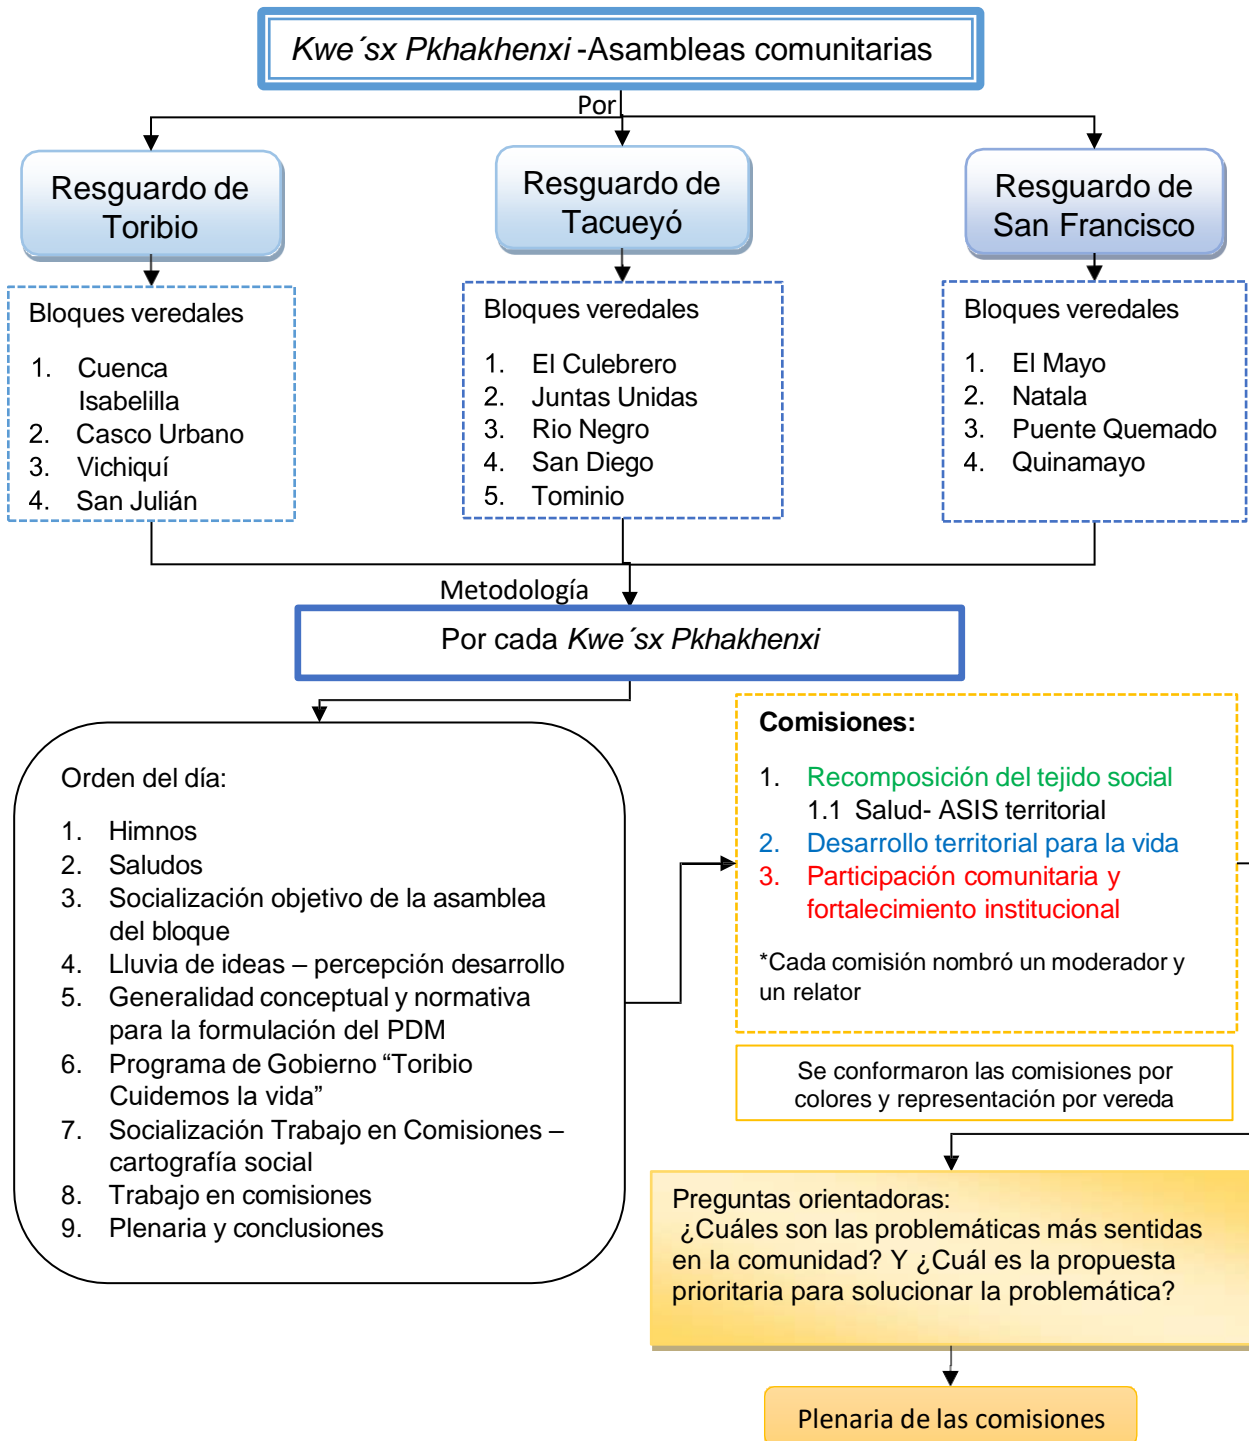 Kwe´sx Pkhakhenxi -Asambleas comunitarias
Por
Resguardo de
Toribio
Resguardo de
Tacueyó
Resguardo de
San Francisco
Bloques veredales
1. Cuenca
Isabelilla
2. Casco Urbano
3. Vichiquí
4. San Julián
Bloques veredales
1. El Culebrero
2. Juntas Unidas
3. Rio Negro
4. San Diego
5. Tominio
Bloques veredales
1. El Mayo
2. Natala
3. Puente Quemado
4. Quinamayo
Metodología
Por cada Kwe´sx Pkhakhenxi
Orden del día:
1. Himnos
2. Saludos
3. Socialización objetivo de la asamblea
del bloque
4. Lluvia de ideas – percepción desarrollo
5. Generalidad conceptual y normativa
para la formulación del PDM
6. Programa de Gobierno “Toribio
Cuidemos la vida”
7. Socialización Trabajo en Comisiones –
cartografía social
8. Trabajo en comisiones
9. Plenaria y conclusiones
Comisiones:
1. Recomposición del tejido social
1.1 Salud- ASIS territorial
2. Desarrollo territorial para la vida
3. Participación comunitaria y
fortalecimiento institucional
*Cada comisión nombró un moderador y
un relator
Se conformaron las comisiones por
colores y representación por vereda
Preguntas orientadoras:
¿Cuáles son las problemáticas más sentidas
en la comunidad? Y ¿Cuál es la propuesta
prioritaria para solucionar la problemática?
Plenaria de las comisiones